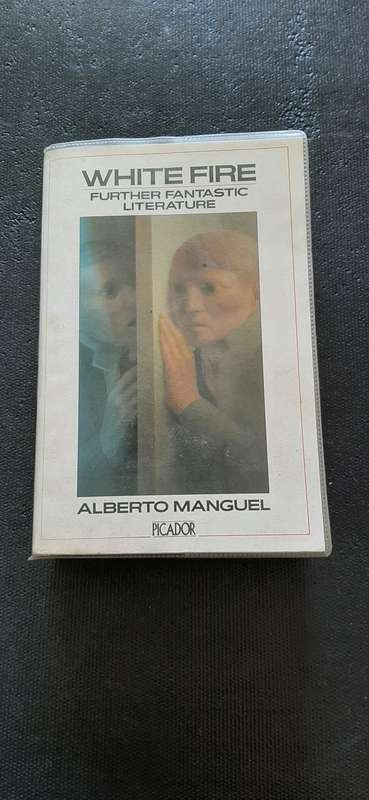 WHITE FIRE
FURTHER FANTASTIC
LITERATURE
ALBERTO MANGUEL
PICADOR